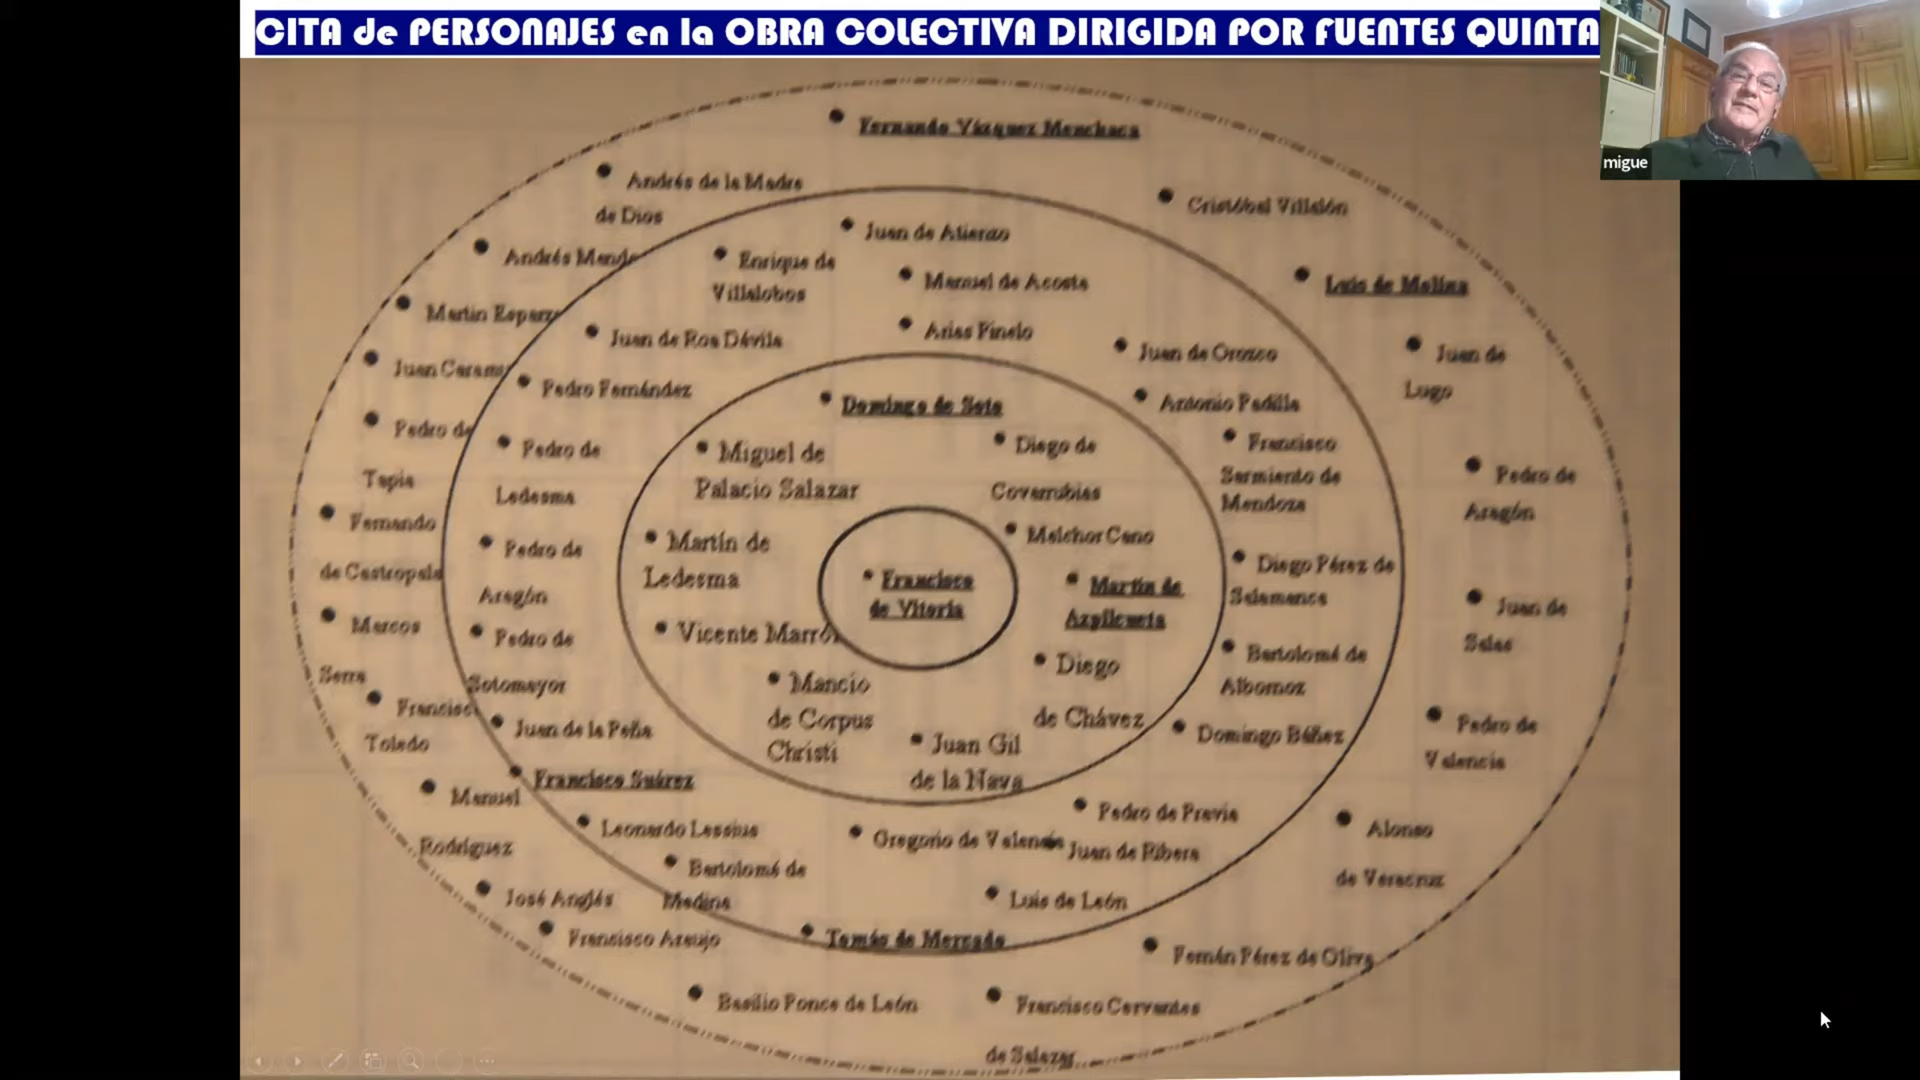 CITA de PERSONAJES en la OBRA COLECTIVA DIRIGIDA POR FUENTES QUINTA
migue
Fernando Vázquez Menchaca
Andrés de la Madre
de Dios
Cristóbal Villalón
Juan de Atienzo
Andrés Mendo
Enrique de
Villalobos
Manuel de Acosta
Luis de Molina
Martín Esparza
Juan de Roa Dávila
Arias Pinelo
Juan de Orozco
Juan de
Lugo
Juan Caramu
Pedro Fernández
Domingo de Soto
Antonio Padilla
Pedro de
Tapia
Pedro de
Ledesma
Miguel de
Palacio Salazar
Diego de
Covarrubias
Francisco
Sarmiento de
Mendoza
Pedro de
Aragón
Fernando
de Castropalo
Pedro de
Aragón
Martín de
Ledesma
Melchor Cano
Diego Pérez de
Salamanca
Francisco
de Vitoria
Martín de
Azpilcueta
Juan de
Salas
Marcos
Serra
Pedro de
Sotomayor
Vicente Marrón
Diego
de Chávez
Bartolomé de
Albornoz
Francisco
Toledo
Juan de la Peña
Mancio
de Corpus
Christi
Juan Gil
de la Nava
Domingo Báñez
Pedro de
Valencia
Francisco Suárez
Manuel
Rodríguez
Leonardo Lessius
Gregorio de Valencia
Pedro de Pravia
Juan de Ribera
Alonso
de Veracruz
Bartolomé de
Medina
José Anglés
Luis de León
Francisco Araujo
Tomás de Mercado
Fernán Pérez de Oliva
Basilio Ponce de León
Francisco Cervantes
de Salazar